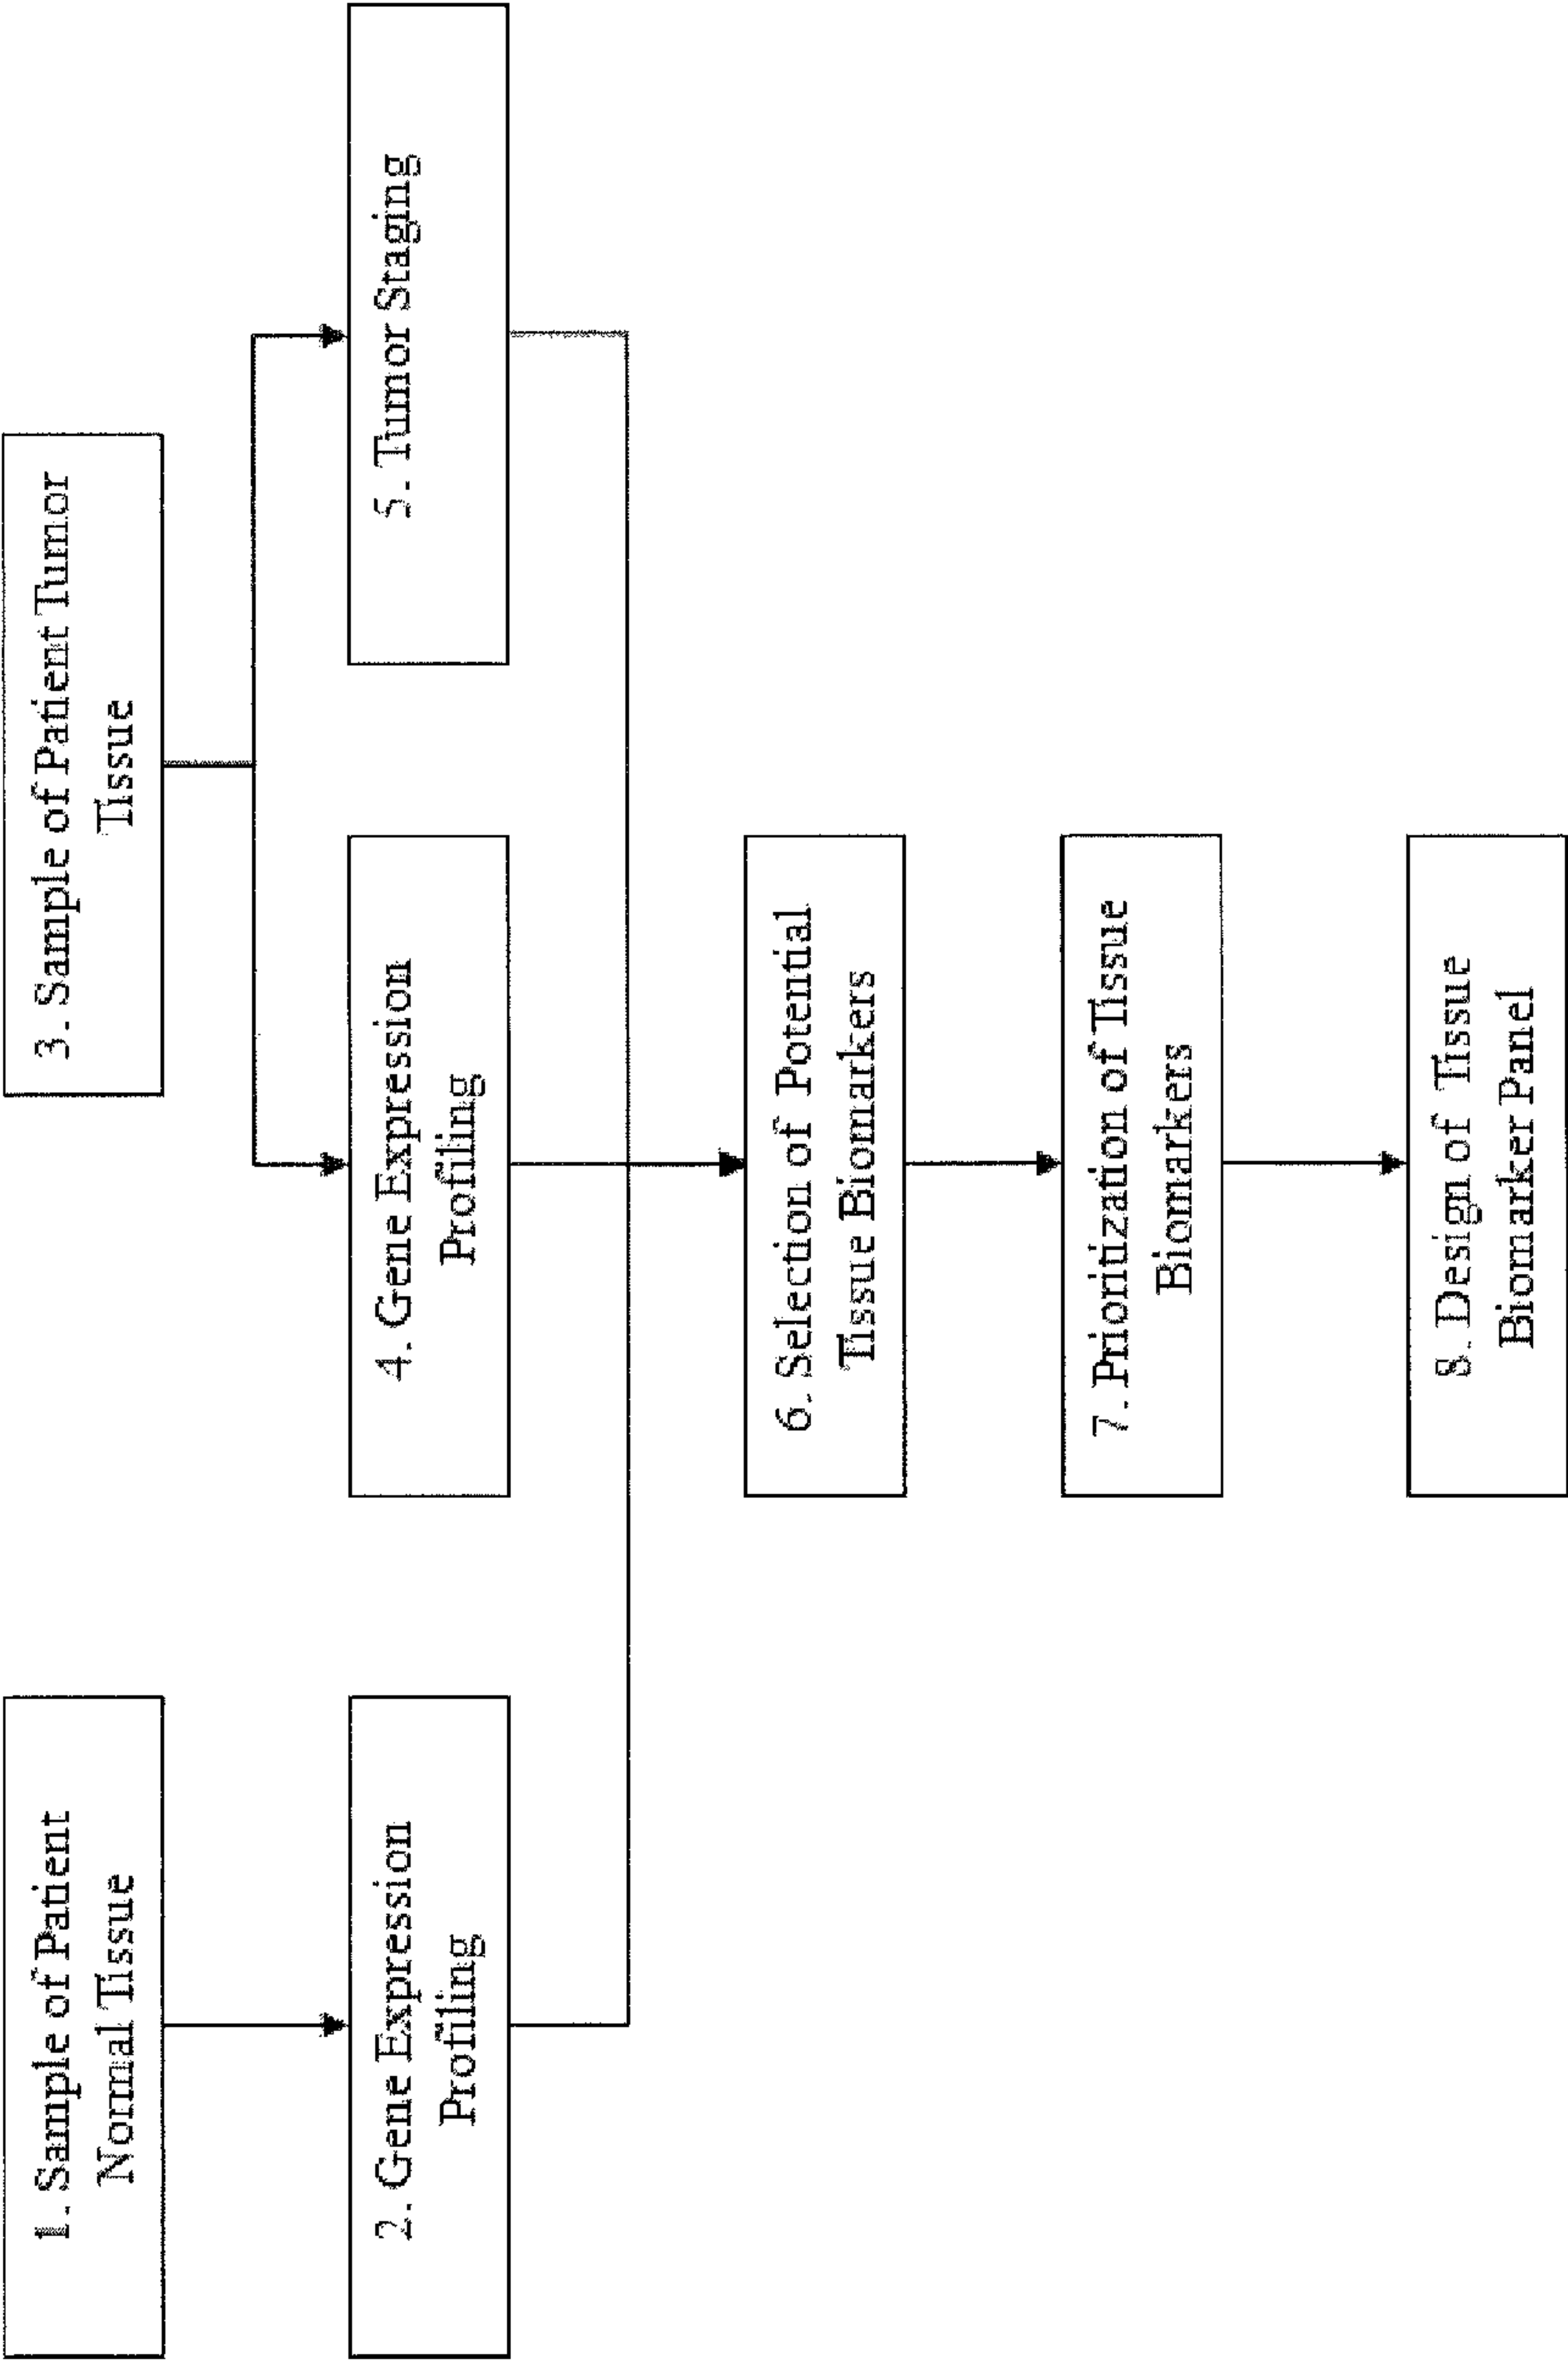 1. Sample of Patient
Normal Tissue
2. Gene Expression
Profiling
3. Sample of Patient Tumor
Tissue
4. Gene Expression
Profiling
5. Tumor Staging
6. Selection of Potential
Tissue Biomarkers
7. Prioritization of Tissue
Biomarkers
8. Design of Tissue
Biomarker Panel